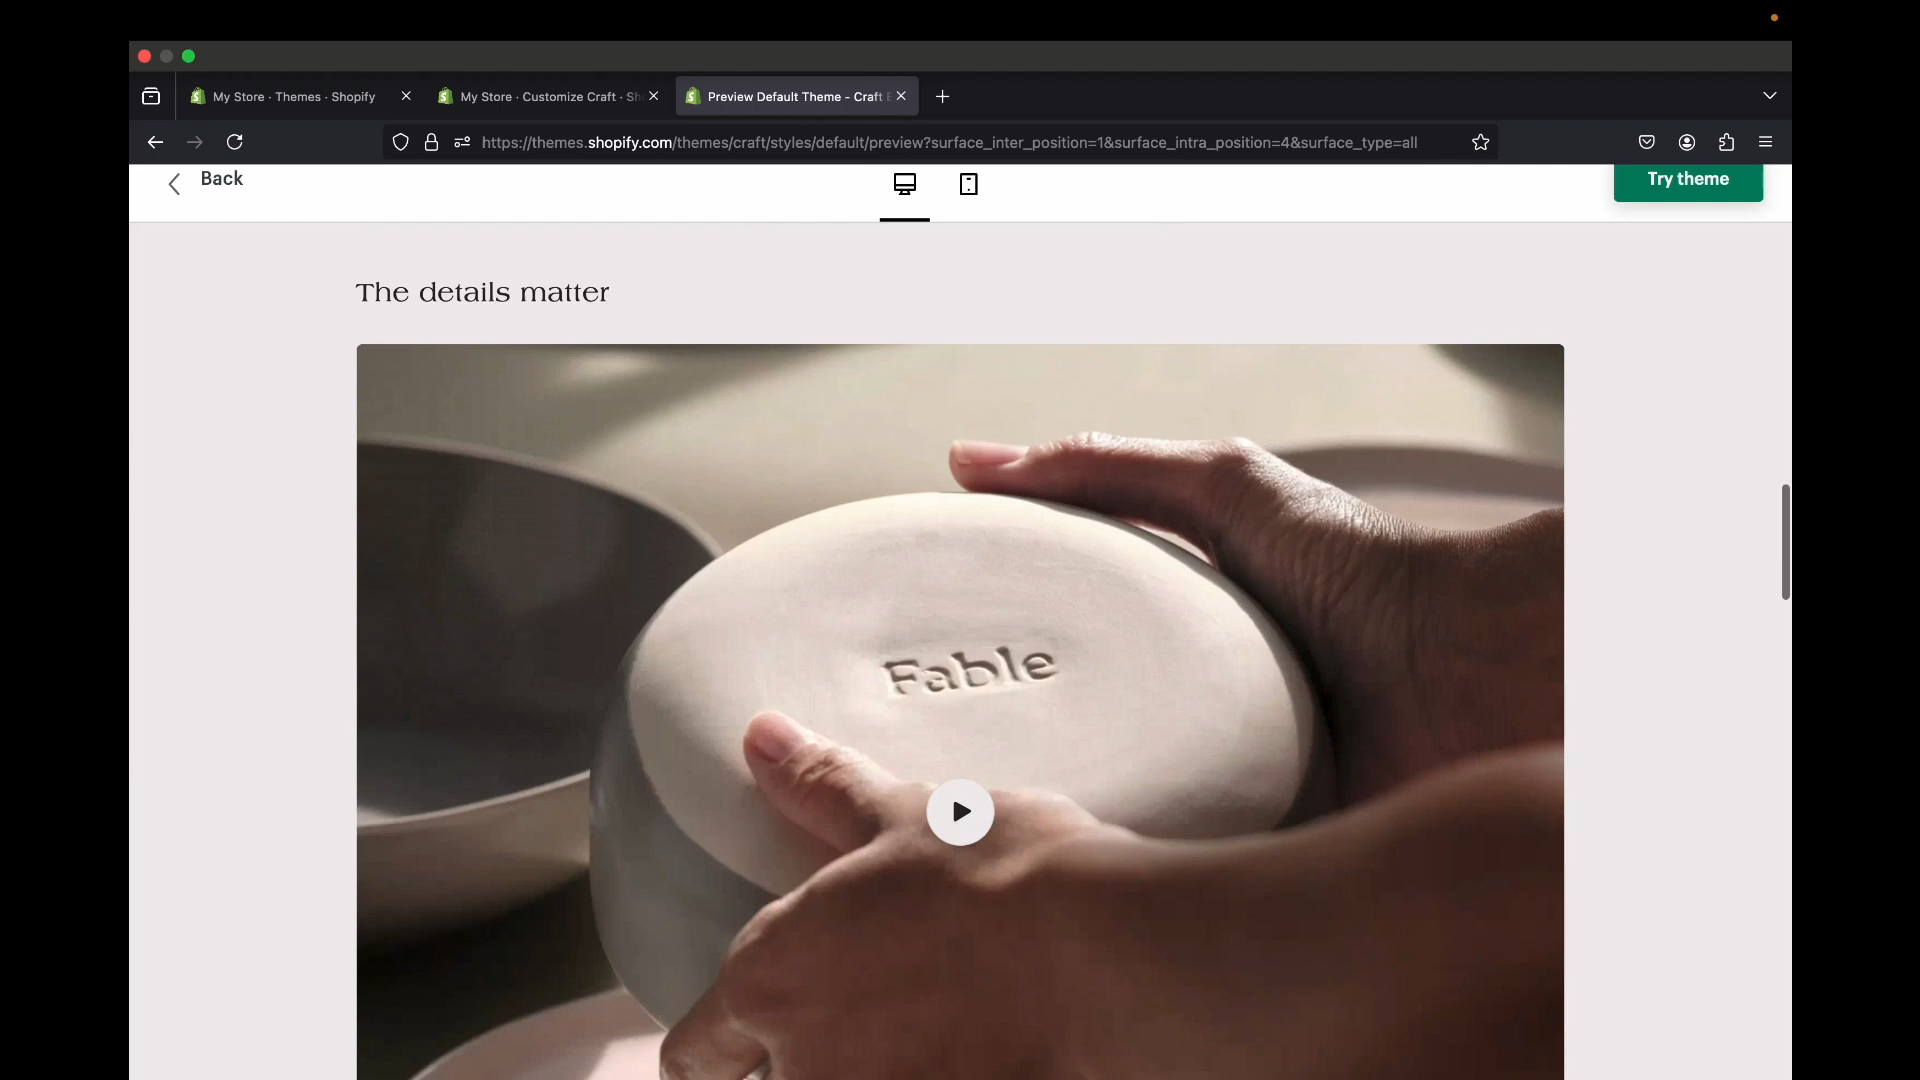 My Store · Themes · Shopify
My Store · Customize Craft · Sh
Preview Default Theme - Craft E
https://themes.shopify.com/themes/craft/styles/default/preview?surface_inter_position=1&surface_intra_position=4&surface_type=all
Back
Try theme
The details matter
Fable